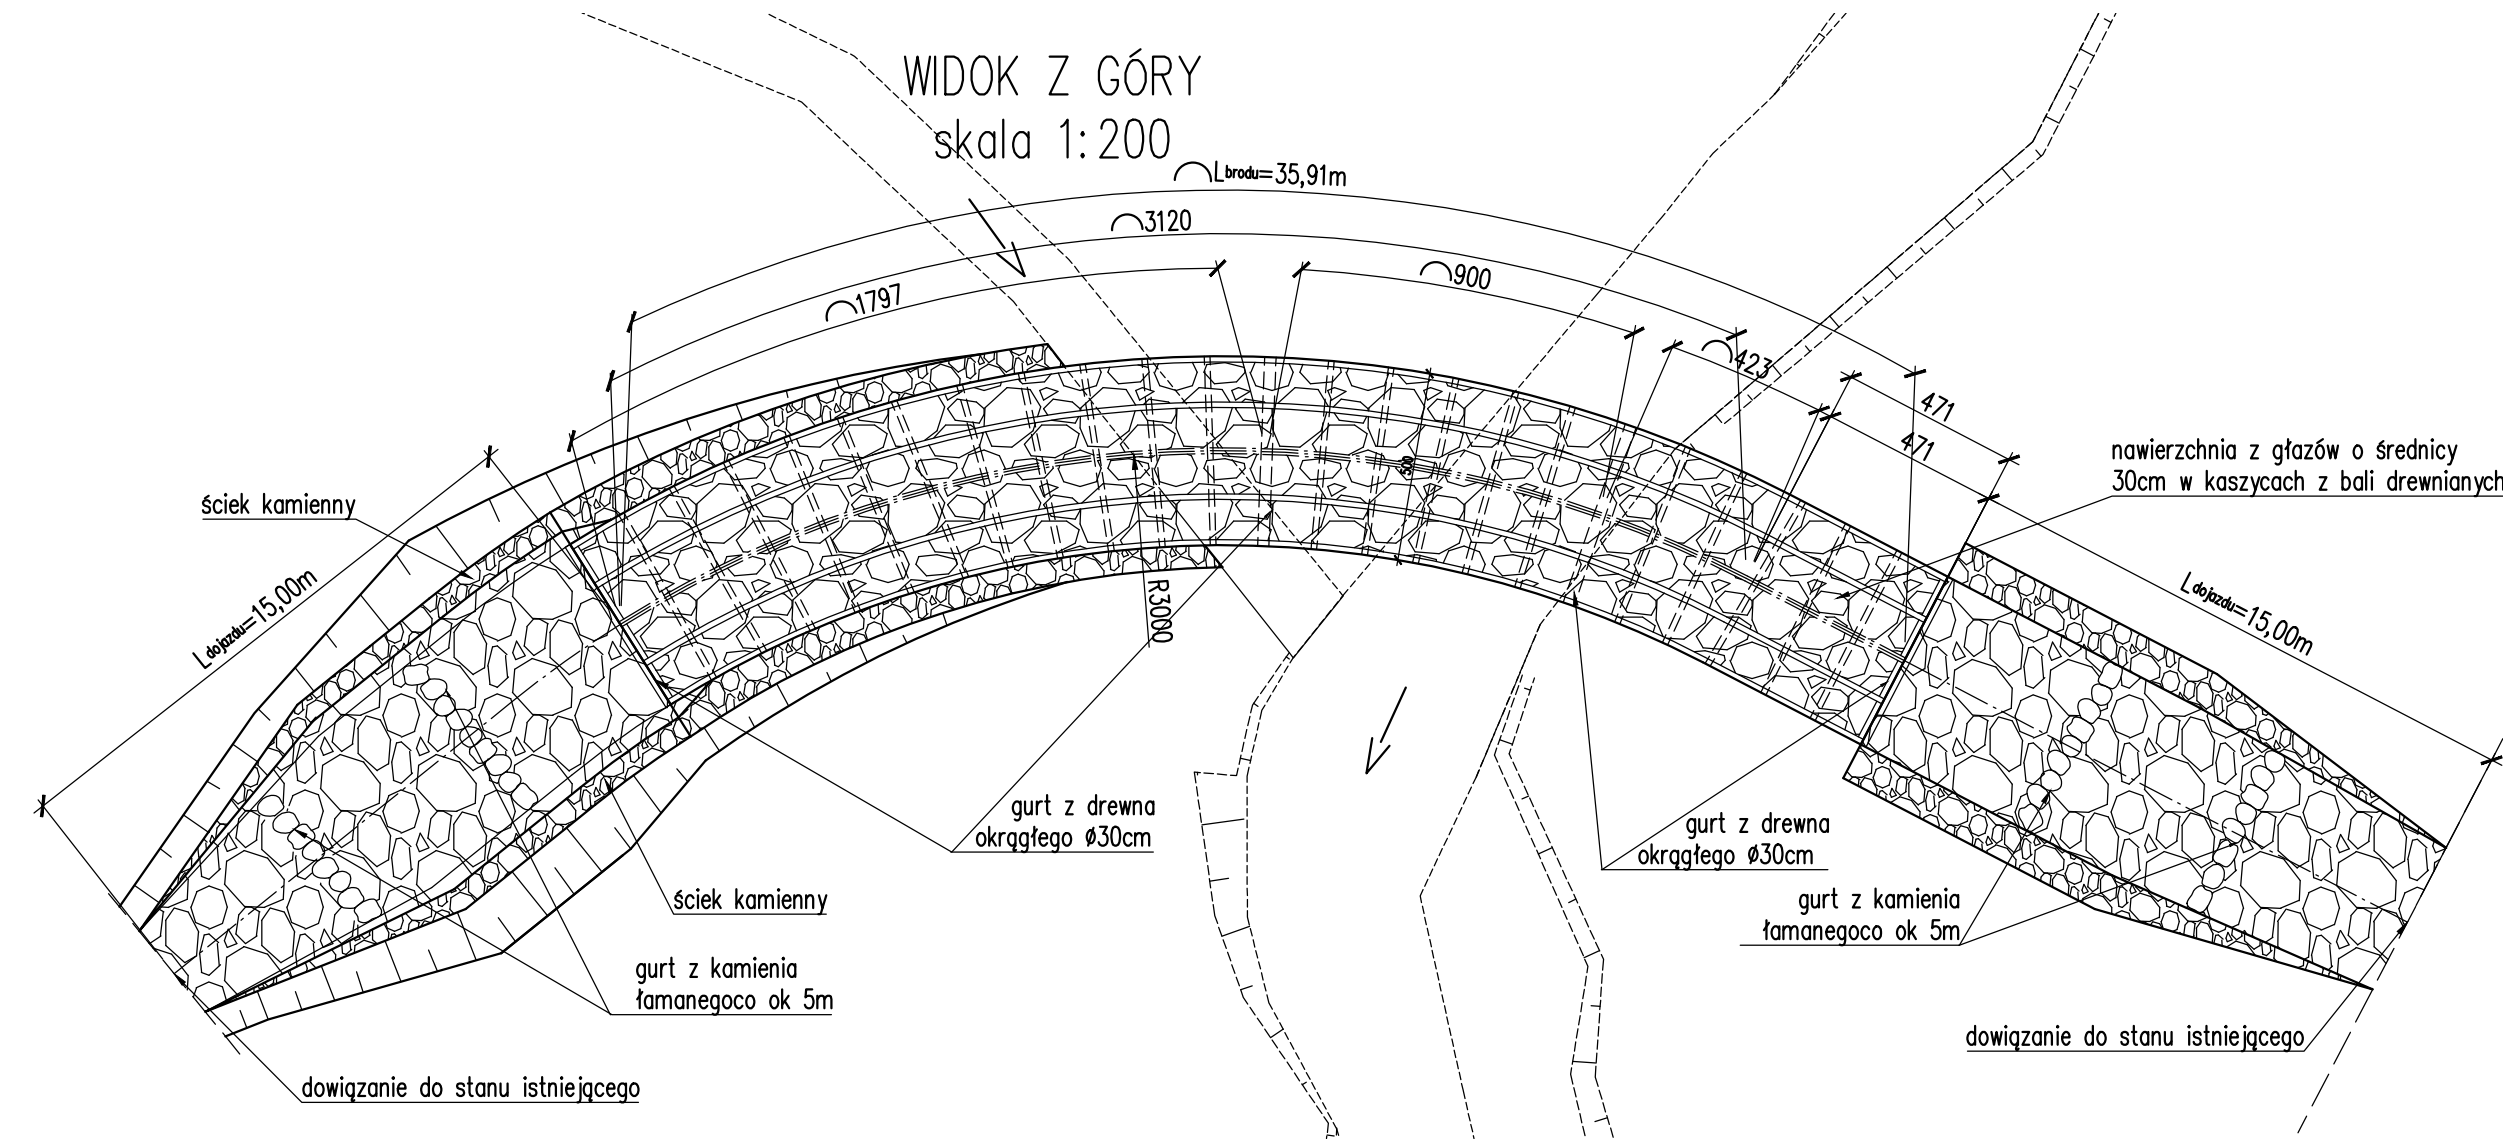 WIDOK Z GÓRY
skala 1:200
Lbrodu=35,91m
3120
1797
900
423
471
471
500
R3000
nawierzchnia z głazów o średnicy
30cm w kaszycach z bali drewnianych
ściek kamienny
Ldojazdu=15,00m
Ldojazdu=15,00m
gurt z drewna
okrągłego ø30cm
gurt z drewna
okrągłego ø30cm
ściek kamienny
gurt z kamienia
łamanegoco ok 5m
gurt z kamienia
łamanegoco ok 5m
dowiązanie do stanu istniejącego
dowiązanie do stanu istniejącego